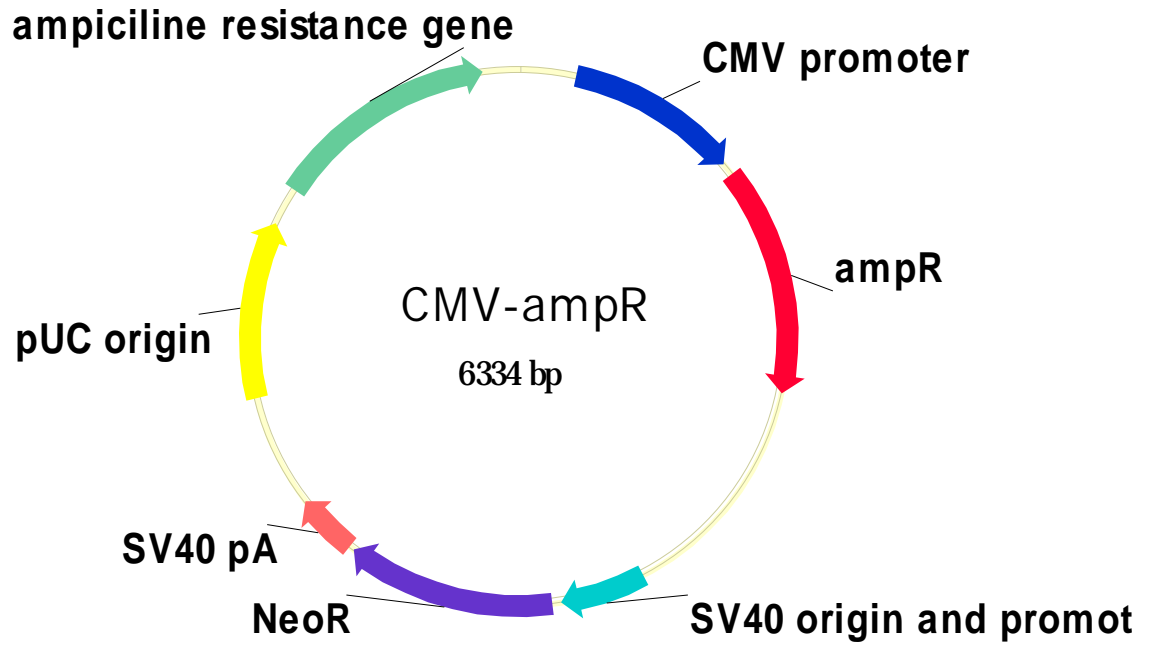 ampiciline resistance gene
CMV promoter
ampR
CMV-ampR
6334 bp
pUC origin
SV40 pA
NeoR
SV40 origin and promot